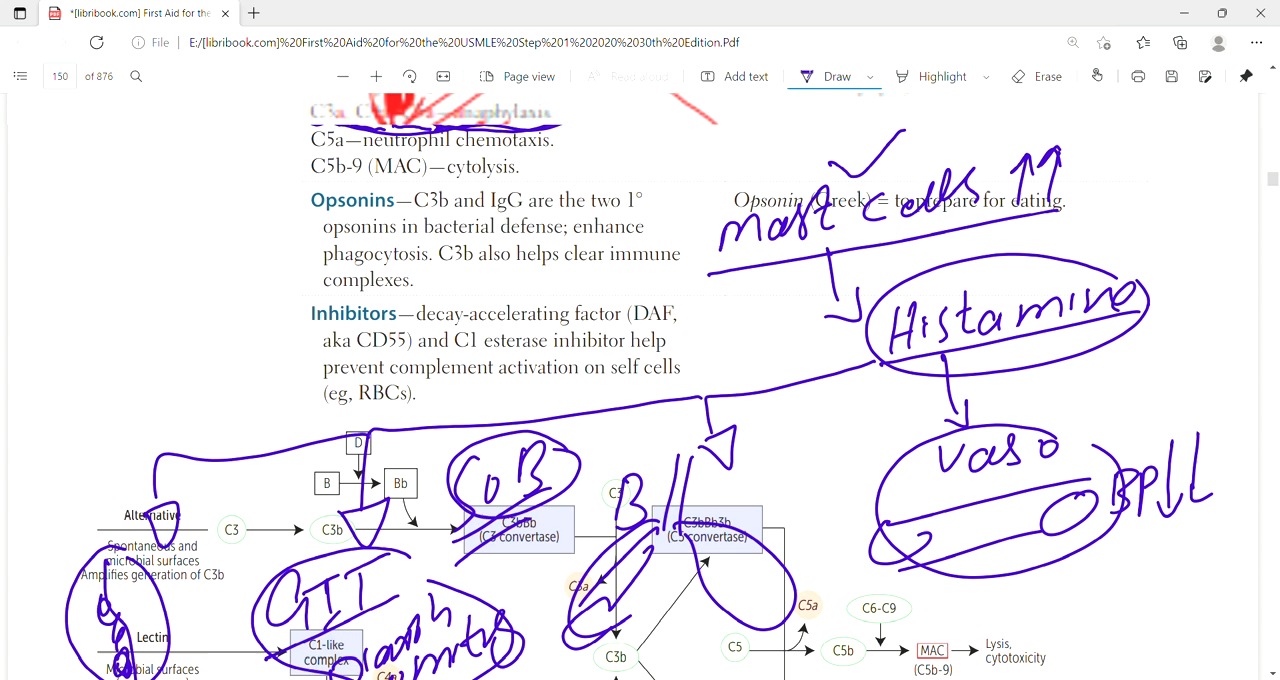 *[libribook.com] First Aid for the
File E:/[libribook.com]%20First%20Aid%20for%20the%20USMLE%20Step%201%202020%2030th%20Edition.Pdf
150 of 876 Page view Read aloud Add text Draw Highlight Erase
anaphylaxis
C5a—neutrophil chemotaxis.
C5b-9 (MAC)—cytolysis.
Opsonins—C3b and IgG are the two 1°
opsonins in bacterial defense; enhance
phagocytosis. C3b also helps clear immune
complexes.
Opsonin (Greek) = to prepare for eating.
mast cells ↑↑
Histamine
Vaso
BP↓↓
Inhibitors—decay-accelerating factor (DAF,
aka CD55) and C1 esterase inhibitor help
prevent complement activation on self cells
(eg, RBCs).
D
B Bb
SOB
Alternative
Spontaneous and
microbial surfaces
Amplifies generation of C3b
C3 C3b
C3bBb
(C3 convertase)
C3bBb3b
(C5 convertase)
C3a
GIT
C5a
C6-C9
Lectin
Microbial surfaces
C1-like
complex
C4a
C3b
C5 C5b
MAC
(C5b-9)
Lysis,
cytotoxicity